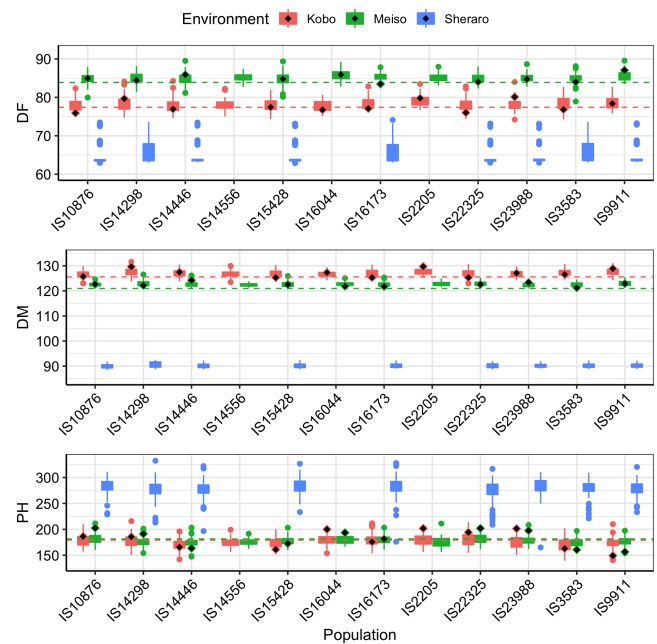 Environment Kobo Meiso Sheraro
90
80
70
60
DF
IS10876 IS14298 IS14446 IS14556 IS15428 IS16044 IS16173 IS2205 IS22325 IS23988 IS3583 IS9911
130
120
110
100
90
DM
IS10876 IS14298 IS14446 IS14556 IS15428 IS16044 IS16173 IS2205 IS22325 IS23988 IS3583 IS9911
300
250
200
150
PH
IS10876 IS14298 IS14446 IS14556 IS15428 IS16044 IS16173 IS2205 IS22325 IS23988 IS3583 IS9911
Population